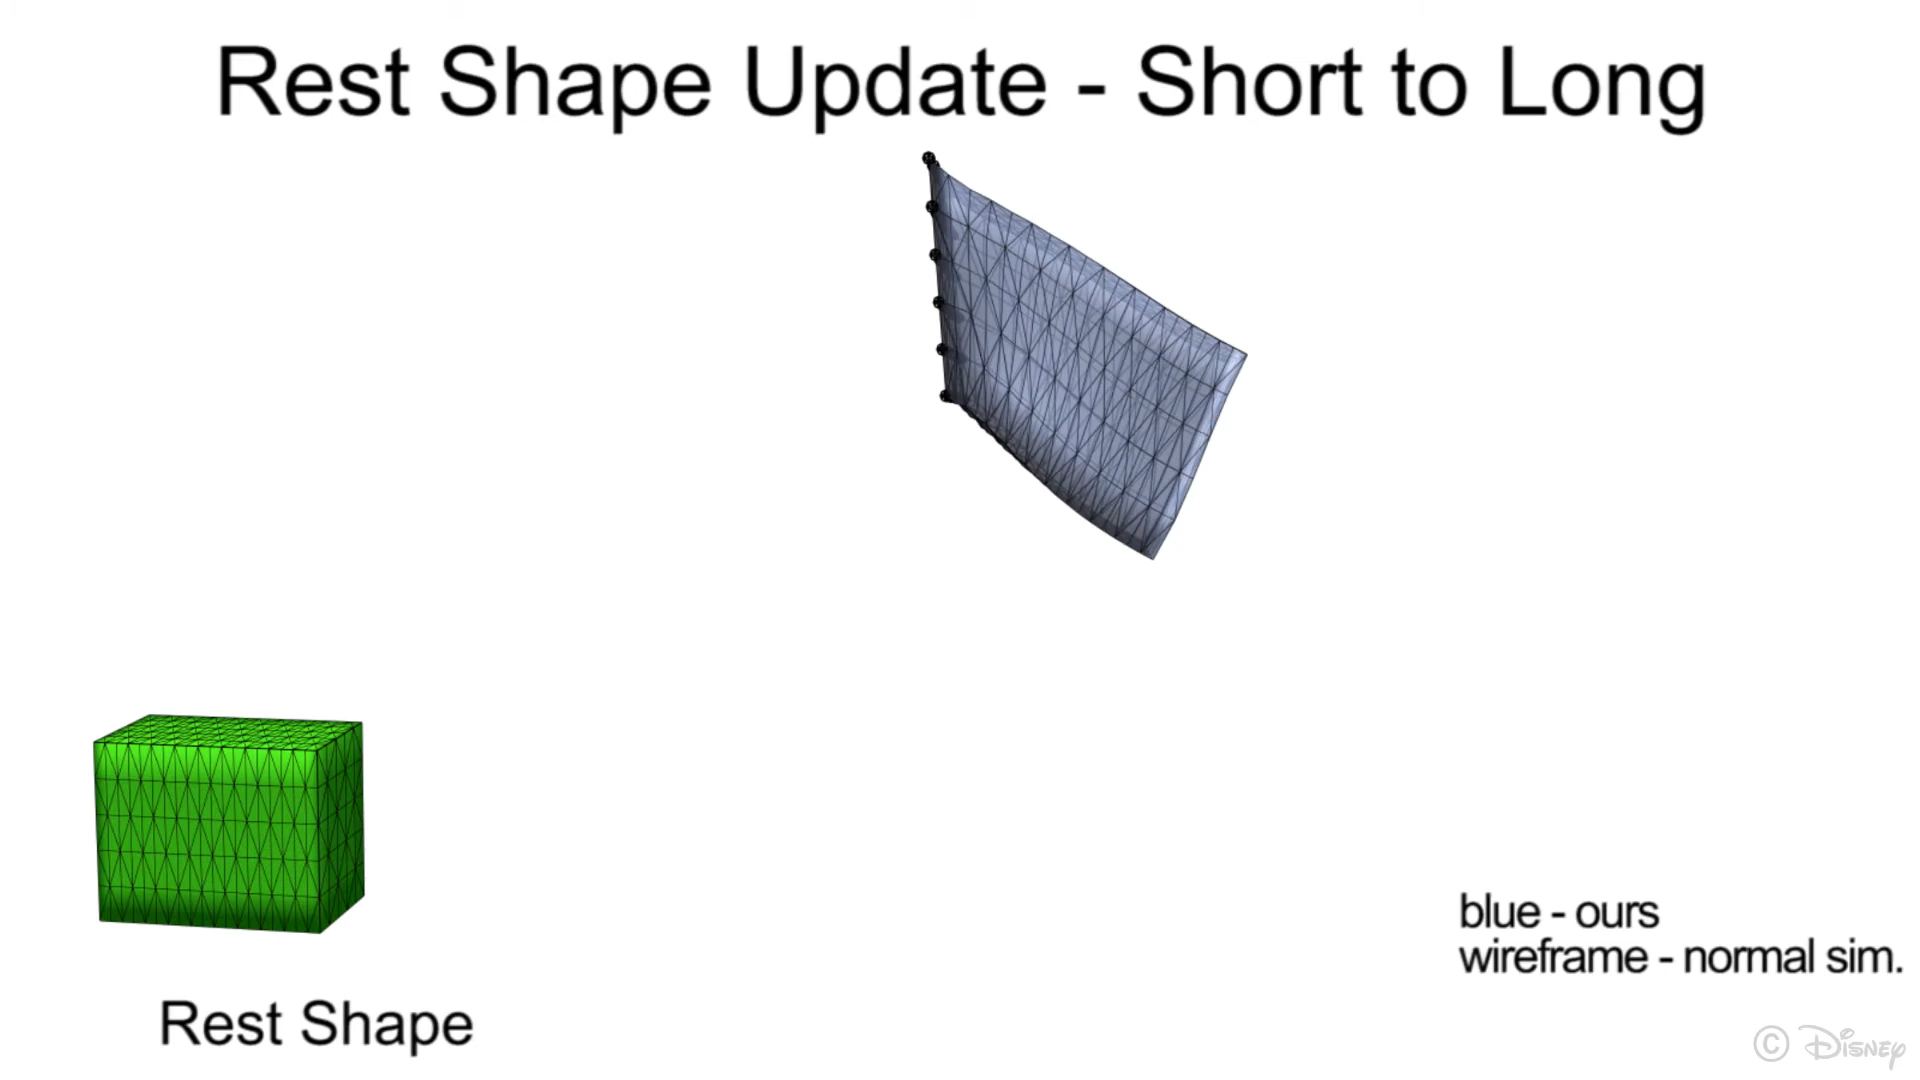 Rest Shape Update - Short to Long
blue - ours
wireframe - normal sim.
Rest Shape
© Disney